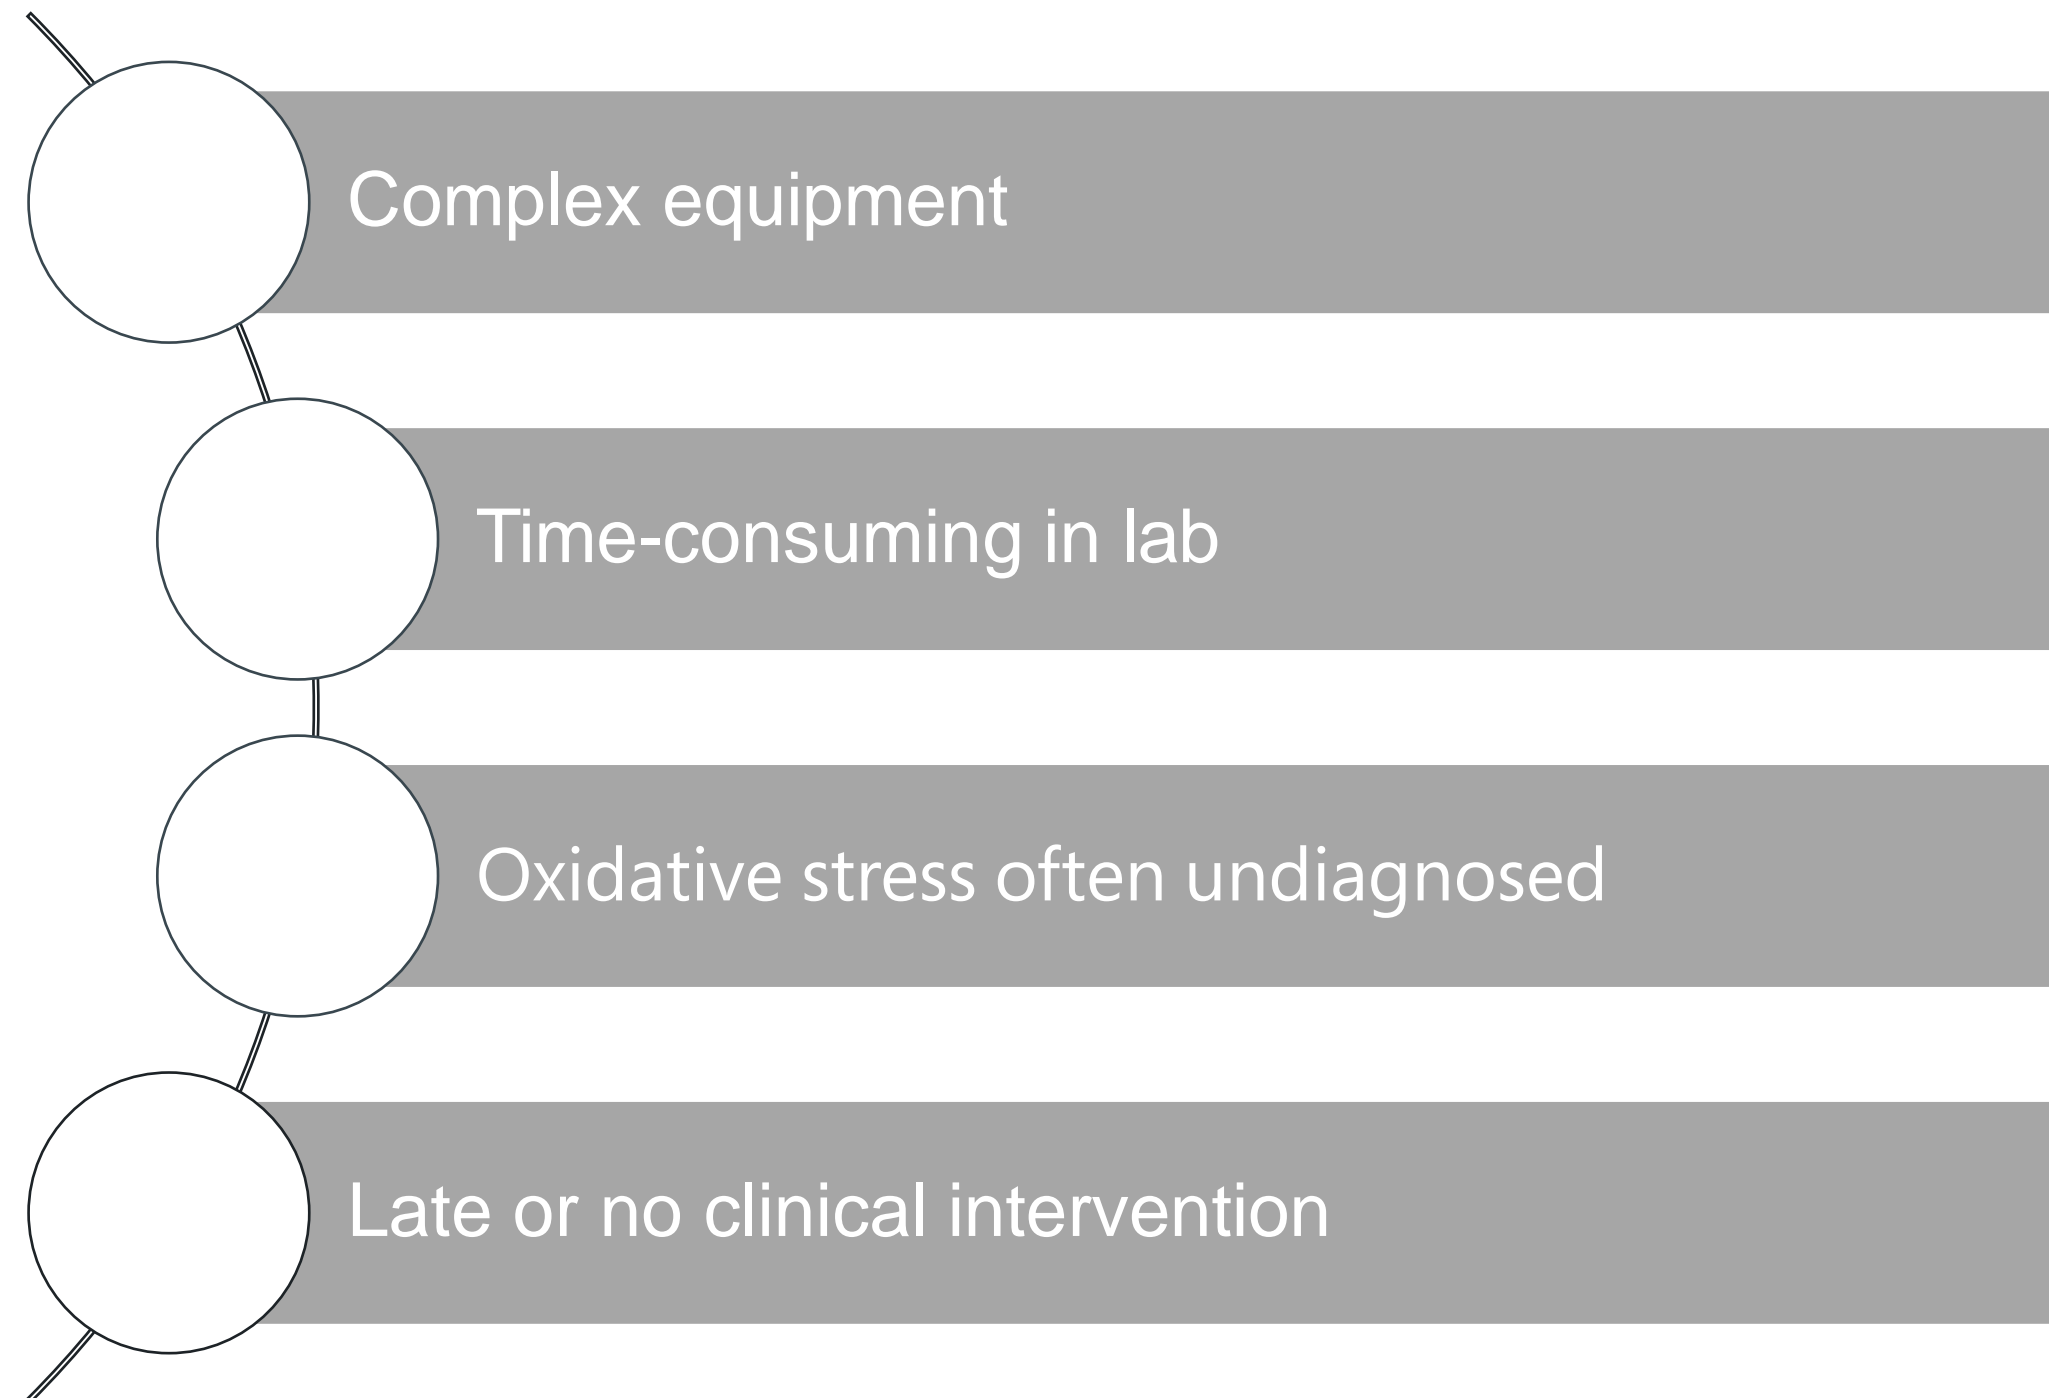 Complex equipment
Time-consuming in lab
Oxidative stress often undiagnosed
Late or no clinical intervention